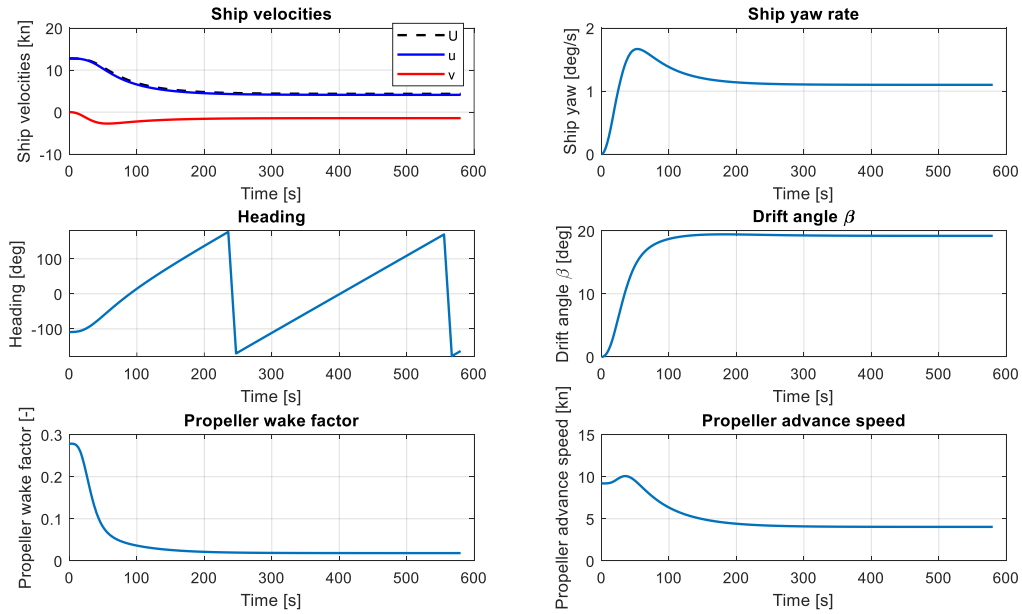 Ship velocities
Ship velocities [kn]
20
10
0
-10
0 100 200 300 400 500 600
Time [s]
U
u
v
Ship yaw rate
Ship yaw [deg/s]
2
1
0
0 100 200 300 400 500 600
Time [s]
Heading
Heading [deg]
100
0
-100
0 100 200 300 400 500 600
Time [s]
Drift angle β
Drift angle β [deg]
20
10
0
0 100 200 300 400 500 600
Time [s]
Propeller wake factor
Propeller wake factor [-]
0.3
0.2
0.1
0
0 100 200 300 400 500 600
Time [s]
Propeller advance speed
Propeller advance speed [kn]
15
10
5
0
0 100 200 300 400 500 600
Time [s]